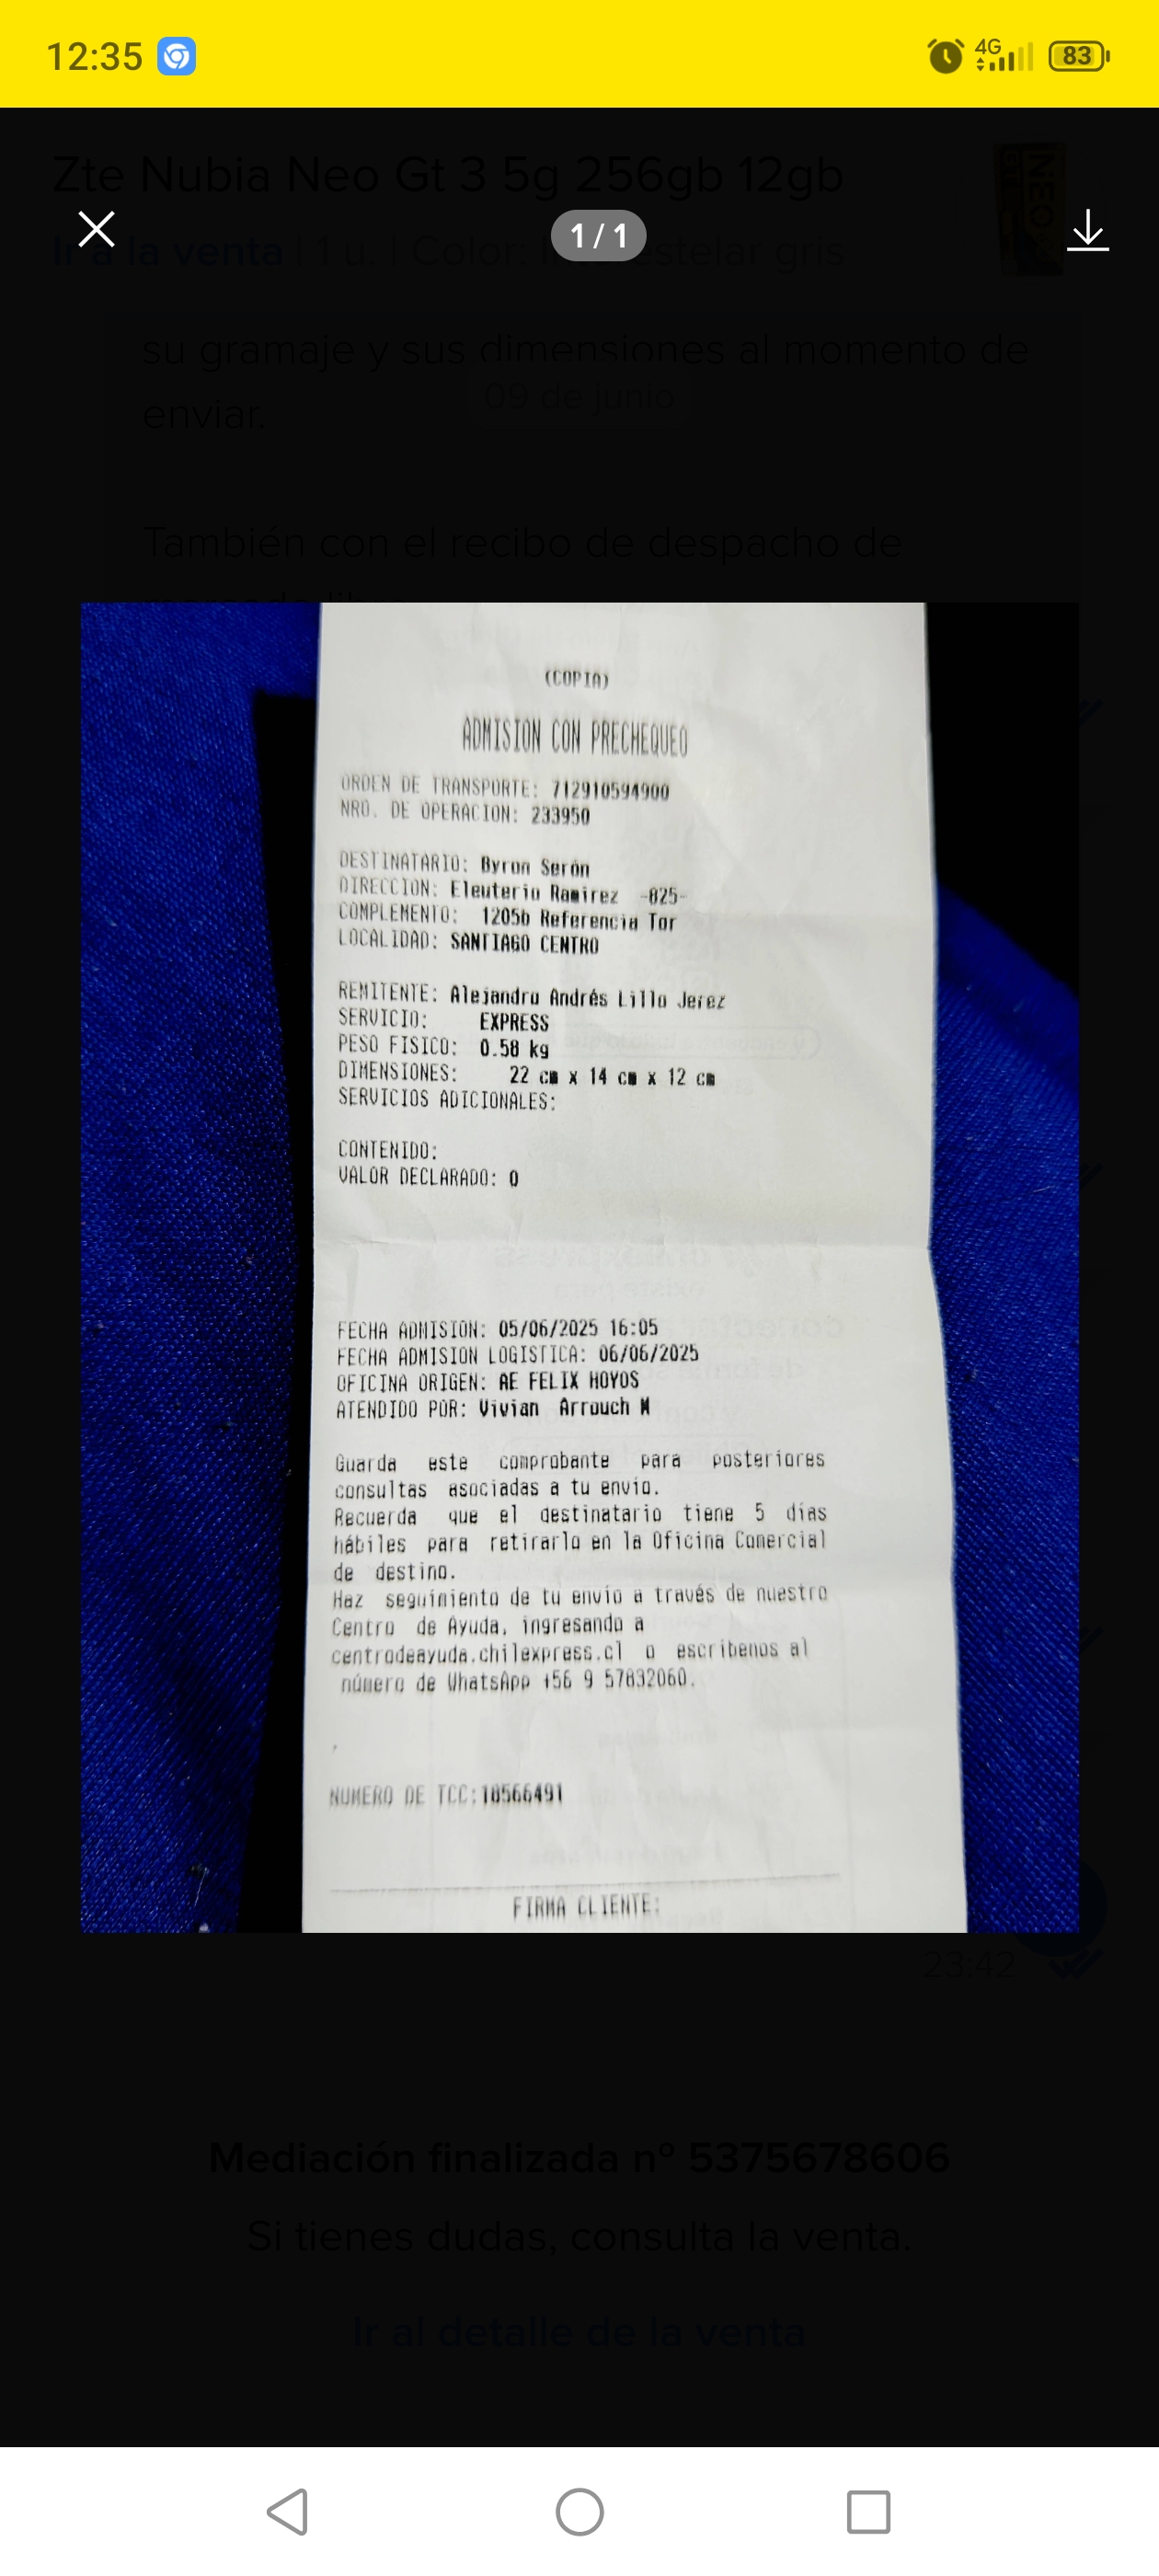 12:35
4G
83
Zte Nubia Neo Gt 3 5g 256gb 12gb
1 / 1
Ir a la venta | 1 u. | Color: estelar gris
su gramaje y sus dimensiones al momento de
09 de junio
enviar.
También con el recibo de despacho de
(COPIA)
ADMISION CON PRECHEQUEO
ORDEN DE TRANSPORTE: 712910594900
NRO. DE OPERACION: 233950
DESTINATARIO: Byron Serón
DIRECCION: Eleuterio Ramirez -825-
COMPLEMENTO: 1205b Referencia Tor
LOCALIDAD: SANTIAGO CENTRO
REMITENTE: Alejandro Andrés Lillo Jerez
SERVICIO: EXPRESS
PESO FISICO: 0.58 kg
DIMENSIONES: 22 cm x 14 cm x 12 cm
SERVICIOS ADICIONALES:
CONTENIDO:
VALOR DECLARADO: 0
FECHA ADMISION: 05/06/2025 16:05
FECHA ADMISION LOGISTICA: 06/06/2025
OFICINA ORIGEN: AE FELIX HOYOS
ATENDIDO POR: Vivian Arrouch M
Guarda este comprobante para posteriores
consultas asociadas a tu envío.
Recuerda que el destinatario tiene 5 días
hábiles para retirarlo en la Oficina Comercial
de destino.
Haz seguimiento de tu envío a través de nuestro
Centro de Ayuda, ingresando a
centrodeayuda.chilexpress.cl o escríbenos al
número de WhatsApp +56 9 57832060.
NUMERO DE TCC:18566491
FIRMA CLIENTE:
23:42
Mediación finalizada nº 5375678606
Si tienes dudas, consulta la venta.
Ir al detalle de la venta